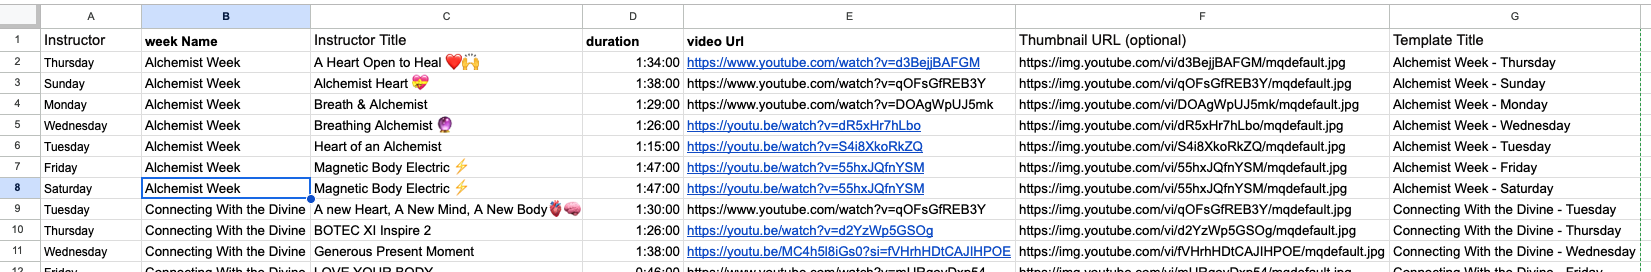 A B C D E F G
1 Instructor week Name Instructor Title duration video Url Thumbnail URL (optional) Template Title
2 Thursday Alchemist Week A Heart Open to Heal ❤️🙌 1:34:00 https://www.youtube.com/watch?v=d3BejjBAFGM https://img.youtube.com/vi/d3BejjBAFGM/mqdefault.jpg Alchemist Week - Thursday
3 Sunday Alchemist Week Alchemist Heart 💝 1:38:00 https://www.youtube.com/watch?v=qOFsGfREB3Y https://img.youtube.com/vi/qOFsGfREB3Y/mqdefault.jpg Alchemist Week - Sunday
4 Monday Alchemist Week Breath & Alchemist 1:29:00 https://www.youtube.com/watch?v=DOAgWpUJ5mk https://img.youtube.com/vi/DOAgWpUJ5mk/mqdefault.jpg Alchemist Week - Monday
5 Wednesday Alchemist Week Breathing Alchemist 🔮 1:26:00 https://youtu.be/watch?v=dR5xHr7hLbo https://img.youtube.com/vi/dR5xHr7hLbo/mqdefault.jpg Alchemist Week - Wednesday
6 Tuesday Alchemist Week Heart of an Alchemist 1:15:00 https://youtu.be/watch?v=S4i8XkoRkZQ https://img.youtube.com/vi/S4i8XkoRkZQ/mqdefault.jpg Alchemist Week - Tuesday
7 Friday Alchemist Week Magnetic Body Electric ⚡ 1:47:00 https://youtu.be/watch?v=55hxJQfnYSM https://img.youtube.com/vi/55hxJQfnYSM/mqdefault.jpg Alchemist Week - Friday
8 Saturday Alchemist Week Magnetic Body Electric ⚡ 1:47:00 https://youtu.be/watch?v=55hxJQfnYSM https://img.youtube.com/vi/55hxJQfnYSM/mqdefault.jpg Alchemist Week - Saturday
9 Tuesday Connecting With the Divine A new Heart, A New Mind, A New Body🫀🧠 1:30:00 https://www.youtube.com/watch?v=qOFsGfREB3Y https://img.youtube.com/vi/qOFsGfREB3Y/mqdefault.jpg Connecting With the Divine - Tuesday
10 Thursday Connecting With the Divine BOTEC XI Inspire 2 1:26:00 https://youtu.be/watch?v=d2YzWp5GSOg https://img.youtube.com/vi/d2YzWp5GSOg/mqdefault.jpg Connecting With the Divine - Thursday
11 Wednesday Connecting With the Divine Generous Present Moment 1:38:00 https://youtu.be/MC4h5l8iGs0?si=fVHrhHDtCAJIHPOE https://img.youtube.com/vi/fVHrhHDtCAJIHPOE/mqdefault.jpg Connecting With the Divine - Wednesday
12 Friday Connecting With the Divine LOVE YOUR BODY 0:46:00